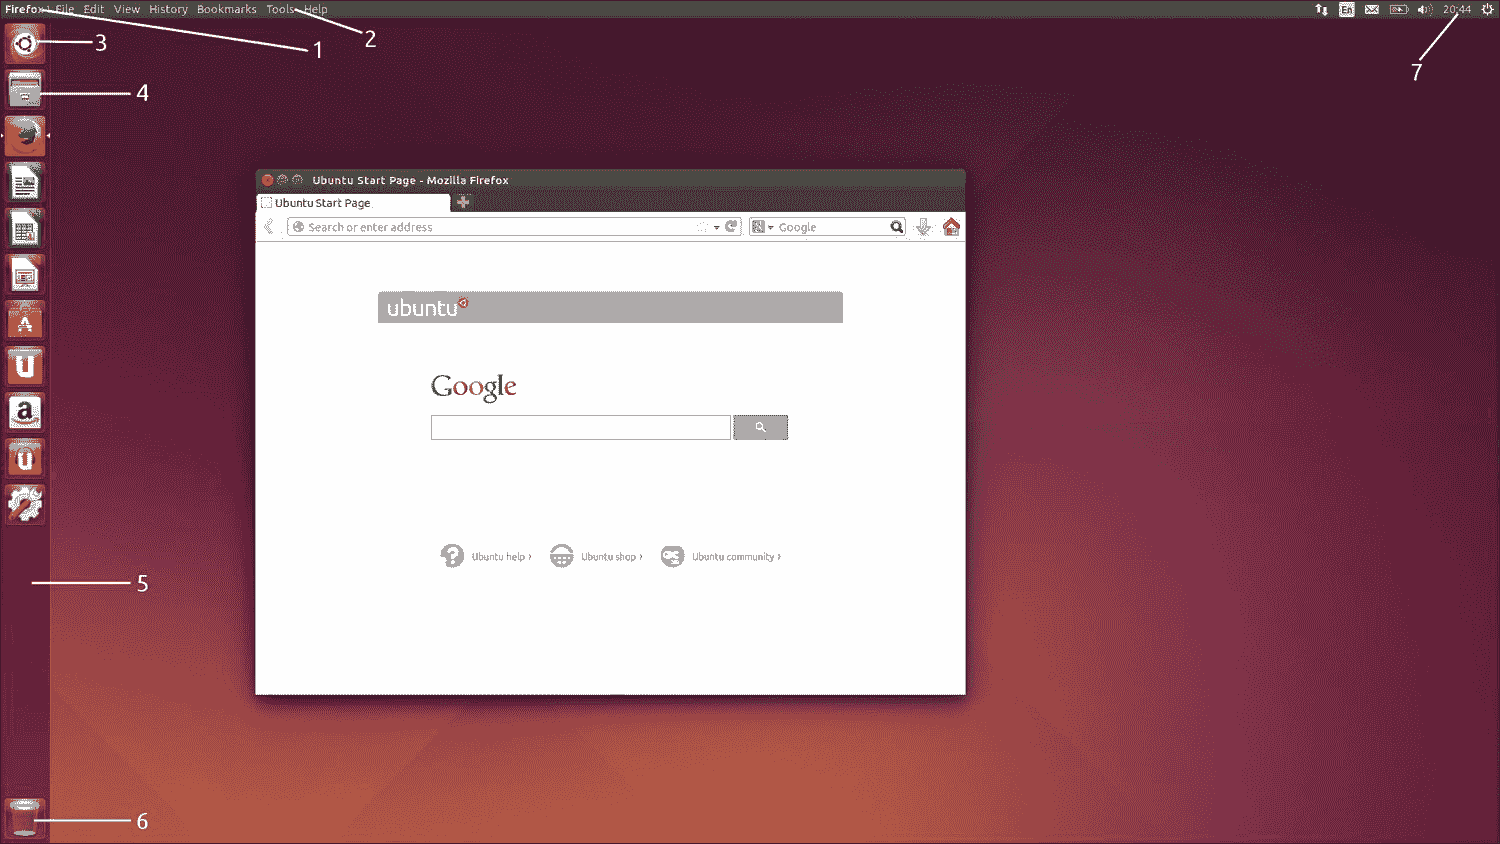 Firefox File Edit View History Bookmarks Tools Help En 20:44
1
2
3
4
7
Ubuntu Start Page - Mozilla Firefox
Ubuntu Start Page
Search or enter address
Google
ubuntu
Google
Ubuntu help ›
Ubuntu shop ›
Ubuntu community ›
5
6